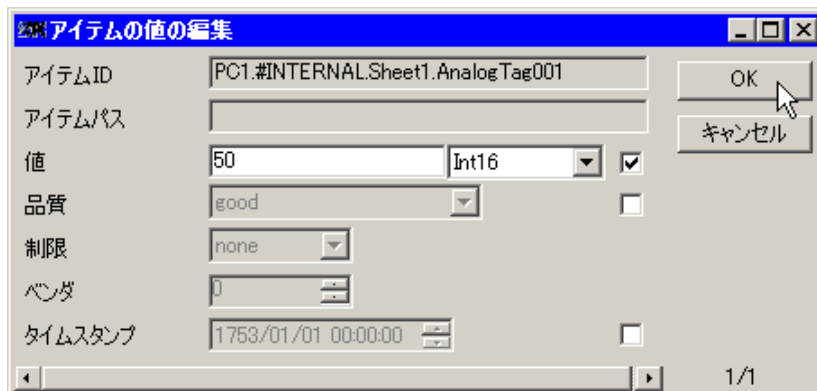 アイテムの値の編集
アイテムID PC1.#INTERNAL.Sheet1.AnalogTag001 OK
アイテムパス キャンセル
値 50 Int16
品質 good
制限 none
ベンダ 0
タイムスタンプ 1753/01/01 00:00:00
1/1